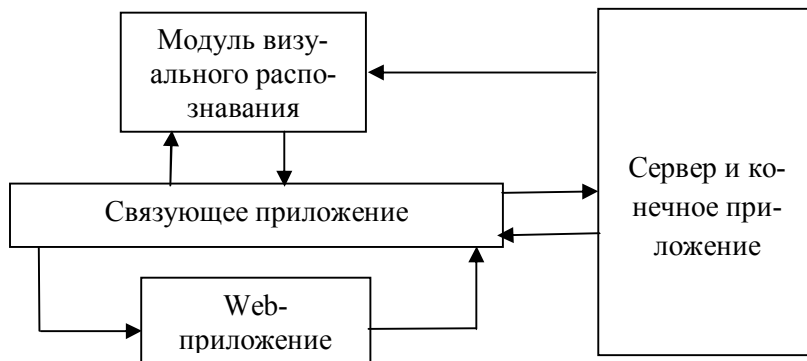 Модуль визу-
ального распо-
знавания
Сервер и ко-
нечное при-
ложение
Связующее приложение
Web-
приложение